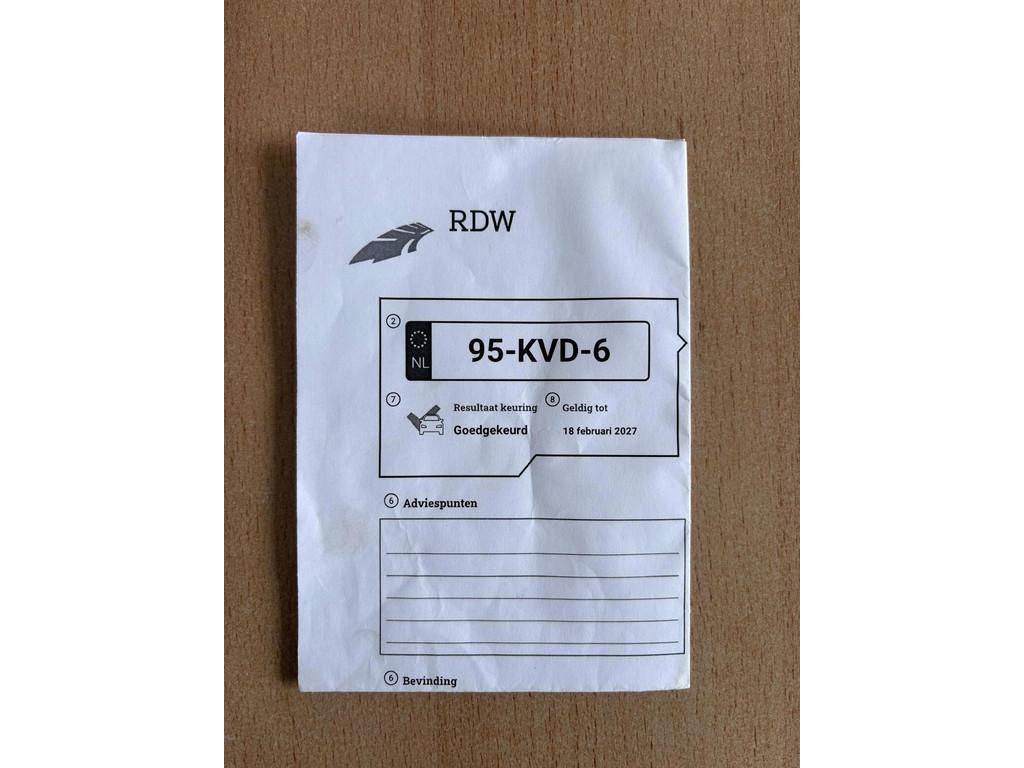 RDW
2 NL 95-KVD-6
7 Resultaat keuring 8 Geldig tot
Goedgekeurd 18 februari 2027
6 Adviespunten
6 Bevinding